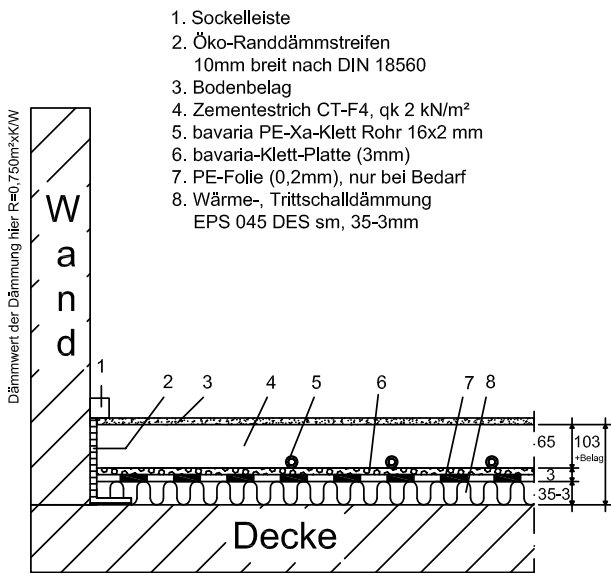 1. Sockelleiste
2. Öko-Randdämmstreifen
10mm breit nach DIN 18560
3. Bodenbelag
4. Zementestrich CT-F4, qk 2 kN/m²
5. bavaria PE-Xa-Klett Rohr 16x2 mm
6. bavaria-Klett-Platte (3mm)
7. PE-Folie (0,2mm), nur bei Bedarf
8. Wärme-, Trittschalldämmung
EPS 045 DES sm, 35-3mm
Dämmwert der Dämmung hier R=0,750m²xK/W
Wand
1 2 3 4 5 6 7 8
65
103
+Belag
3
35-3
Decke